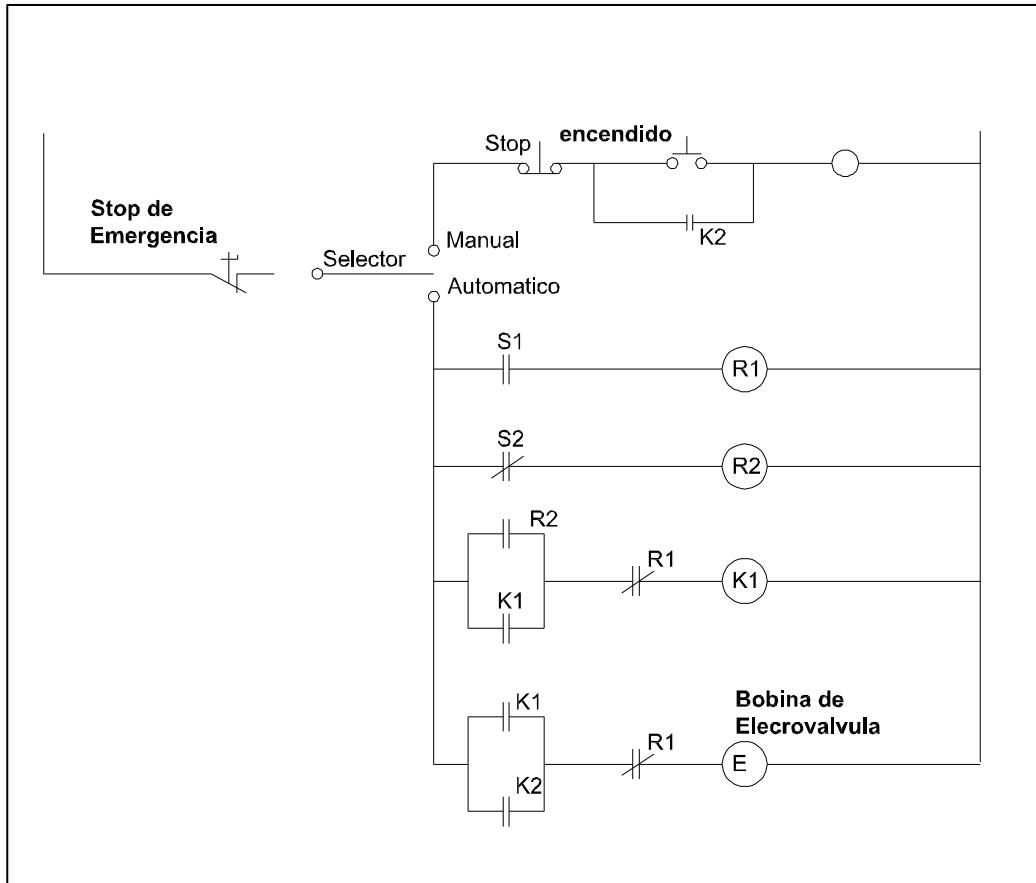 Stop
encendido
K2
Stop de
Emergencia
Selector
Manual
Automatico
S1
R1
S2
R2
R2
R1
K1
K1
K1
R1
K2
Bobina de
Elecrovalvula
E